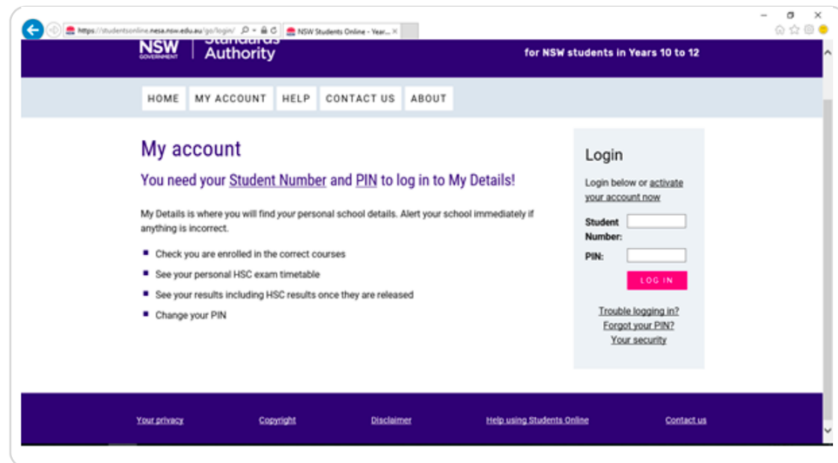 https://studentsonline.nesa.nsw.edu.au/go/login/
NSW Students Online - Year...
NSW
GOVERNMENT
Standards
Authority
for NSW students in Years 10 to 12
HOME MY ACCOUNT HELP CONTACT US ABOUT
My account
You need your Student Number and PIN to log in to My Details!
My Details is where you will find your personal school details. Alert your school immediately if
anything is incorrect.
Check you are enrolled in the correct courses
See your personal HSC exam timetable
See your results including HSC results once they are released
Change your PIN
Login
Login below or activate
your account now
Student
Number:
PIN:
LOG IN
Trouble logging in?
Forgot your PIN?
Your security
Your privacy Copyright Disclaimer Help using Students Online Contact us